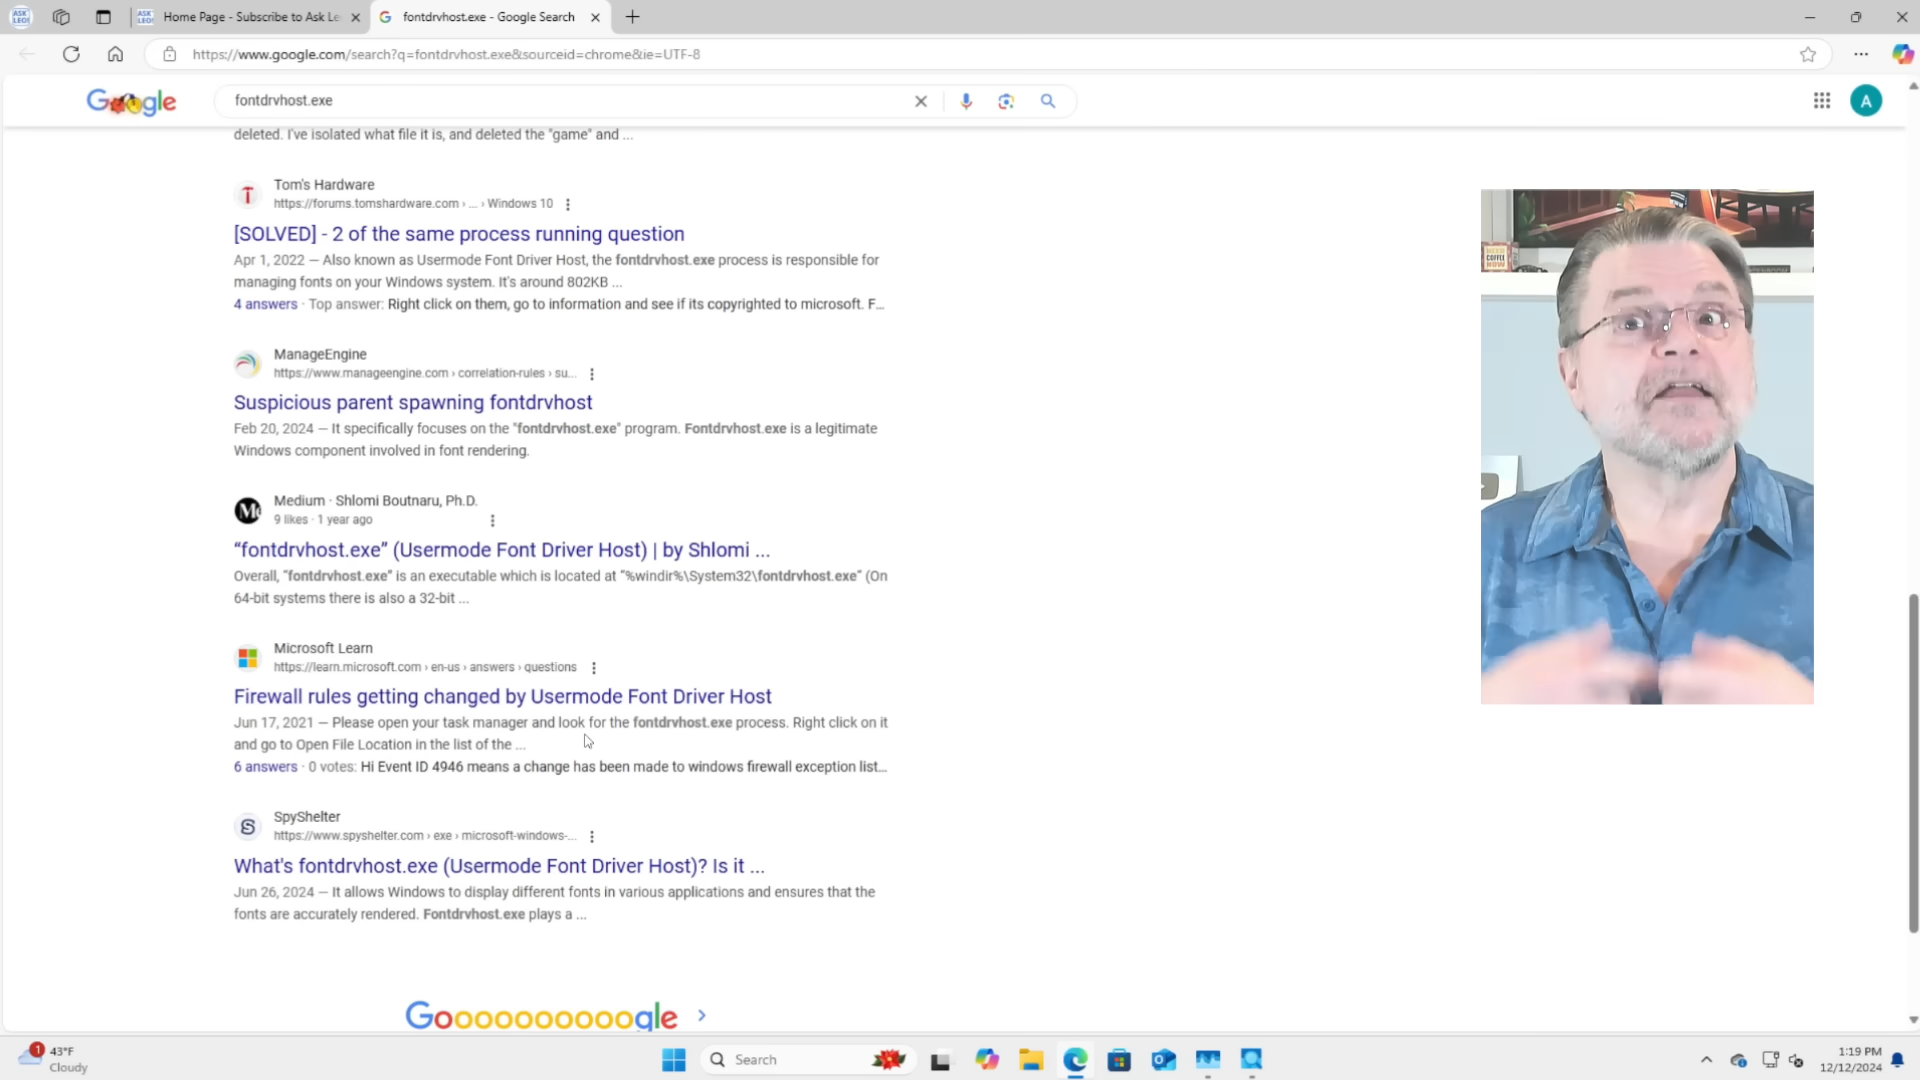 ASK LEO!
ASK LEO!
Home Page - Subscribe to Ask Le
fontdrvhost.exe - Google Search
https://www.google.com/search?q=fontdrvhost.exe&sourceid=chrome&ie=UTF-8
Google
fontdrvhost.exe
A
deleted. I've isolated what file it is, and deleted the "game" and ...
Tom's Hardware
https://forums.tomshardware.com › ... › Windows 10
[SOLVED] - 2 of the same process running question
Apr 1, 2022 — Also known as Usermode Font Driver Host, the fontdrvhost.exe process is responsible for
managing fonts on your Windows system. It's around 802KB ...
4 answers · Top answer: Right click on them, go to information and see if its copyrighted to microsoft. F...
ManageEngine
https://www.manageengine.com › correlation-rules › su...
Suspicious parent spawning fontdrvhost
Feb 20, 2024 — It specifically focuses on the "fontdrvhost.exe" program. Fontdrvhost.exe is a legitimate
Windows component involved in font rendering.
Medium · Shlomi Boutnaru, Ph.D.
9 likes · 1 year ago
“fontdrvhost.exe” (Usermode Font Driver Host) | by Shlomi ...
Overall, “fontdrvhost.exe” is an executable which is located at “%windir%\System32\fontdrvhost.exe” (On
64-bit systems there is also a 32-bit ...
Microsoft Learn
https://learn.microsoft.com › en-us › answers › questions
Firewall rules getting changed by Usermode Font Driver Host
Jun 17, 2021 — Please open your task manager and look for the fontdrvhost.exe process. Right click on it
and go to Open File Location in the list of the ...
6 answers · 0 votes: Hi Event ID 4946 means a change has been made to windows firewall exception list...
SpyShelter
https://www.spyshelter.com › exe › microsoft-windows-...
What's fontdrvhost.exe (Usermode Font Driver Host)? Is it ...
Jun 26, 2024 — It allows Windows to display different fonts in various applications and ensures that the
fonts are accurately rendered. Fontdrvhost.exe plays a ...
Goooooooooogle
NEED COFFEE NOW
1
43°F
Cloudy
Search
1:19 PM
12/12/2024